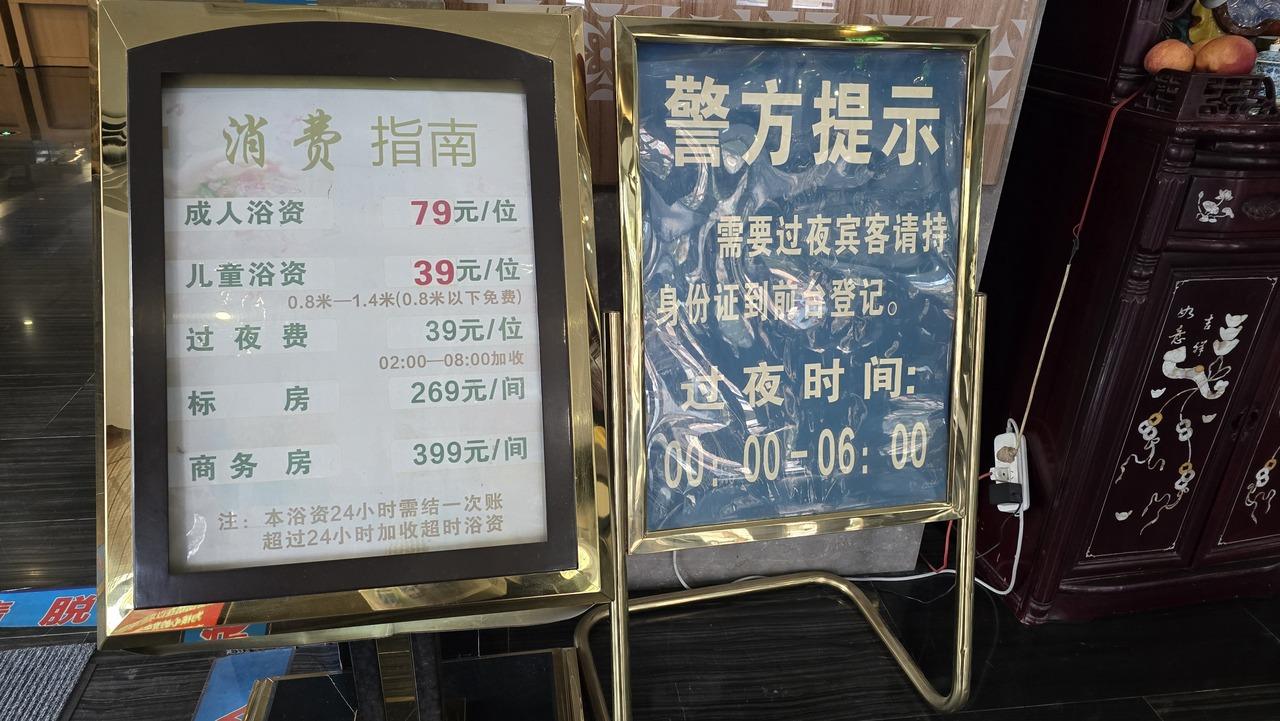 消费指南
成人浴资 79元/位
儿童浴资 39元/位
0.8米—1.4米(0.8米以下免费)
过夜费 39元/位
02:00—08:00加收
标房 269元/间
商务房 399元/间
注：本浴资24小时需结一次账
超过24小时加收超时浴资
警方提示
需要过夜宾客请持
身份证到前台登记。
过夜时间:
00：00-06：00
吉祥
如意
脱